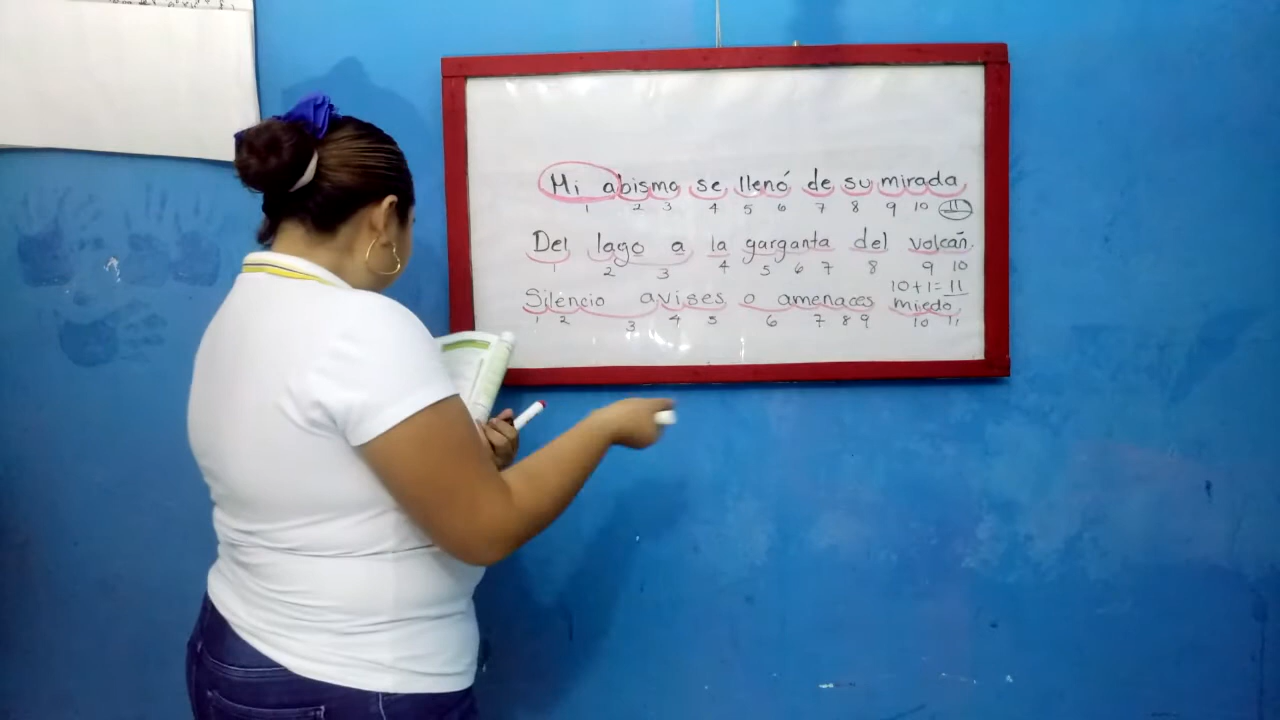 Mi abismo se llenó de su mirada
1 2 3 4 5 6 7 8 9 10 11
Del lago a la garganta del volcán.
1 2 3 4 5 6 7 8 9 10
10+1=11
Silencio avises o amenaces miedo,
1 2 3 4 5 6 7 8 9 10 11